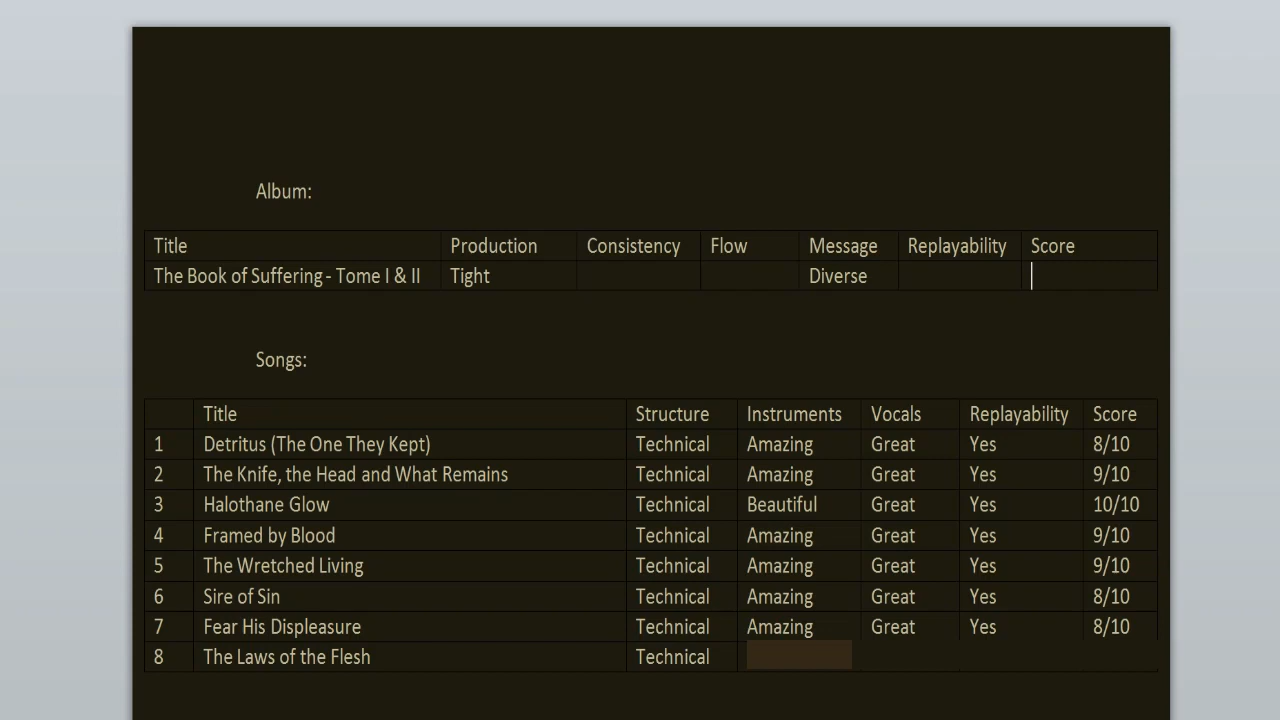 Album:
Title Production Consistency Flow Message Replayability Score
The Book of Suffering - Tome I & II Tight Diverse
Songs:
Title Structure Instruments Vocals Replayability Score
1 Detritus (The One They Kept) Technical Amazing Great Yes 8/10
2 The Knife, the Head and What Remains Technical Amazing Great Yes 9/10
3 Halothane Glow Technical Beautiful Great Yes 10/10
4 Framed by Blood Technical Amazing Great Yes 9/10
5 The Wretched Living Technical Amazing Great Yes 9/10
6 Sire of Sin Technical Amazing Great Yes 8/10
7 Fear His Displeasure Technical Amazing Great Yes 8/10
8 The Laws of the Flesh Technical